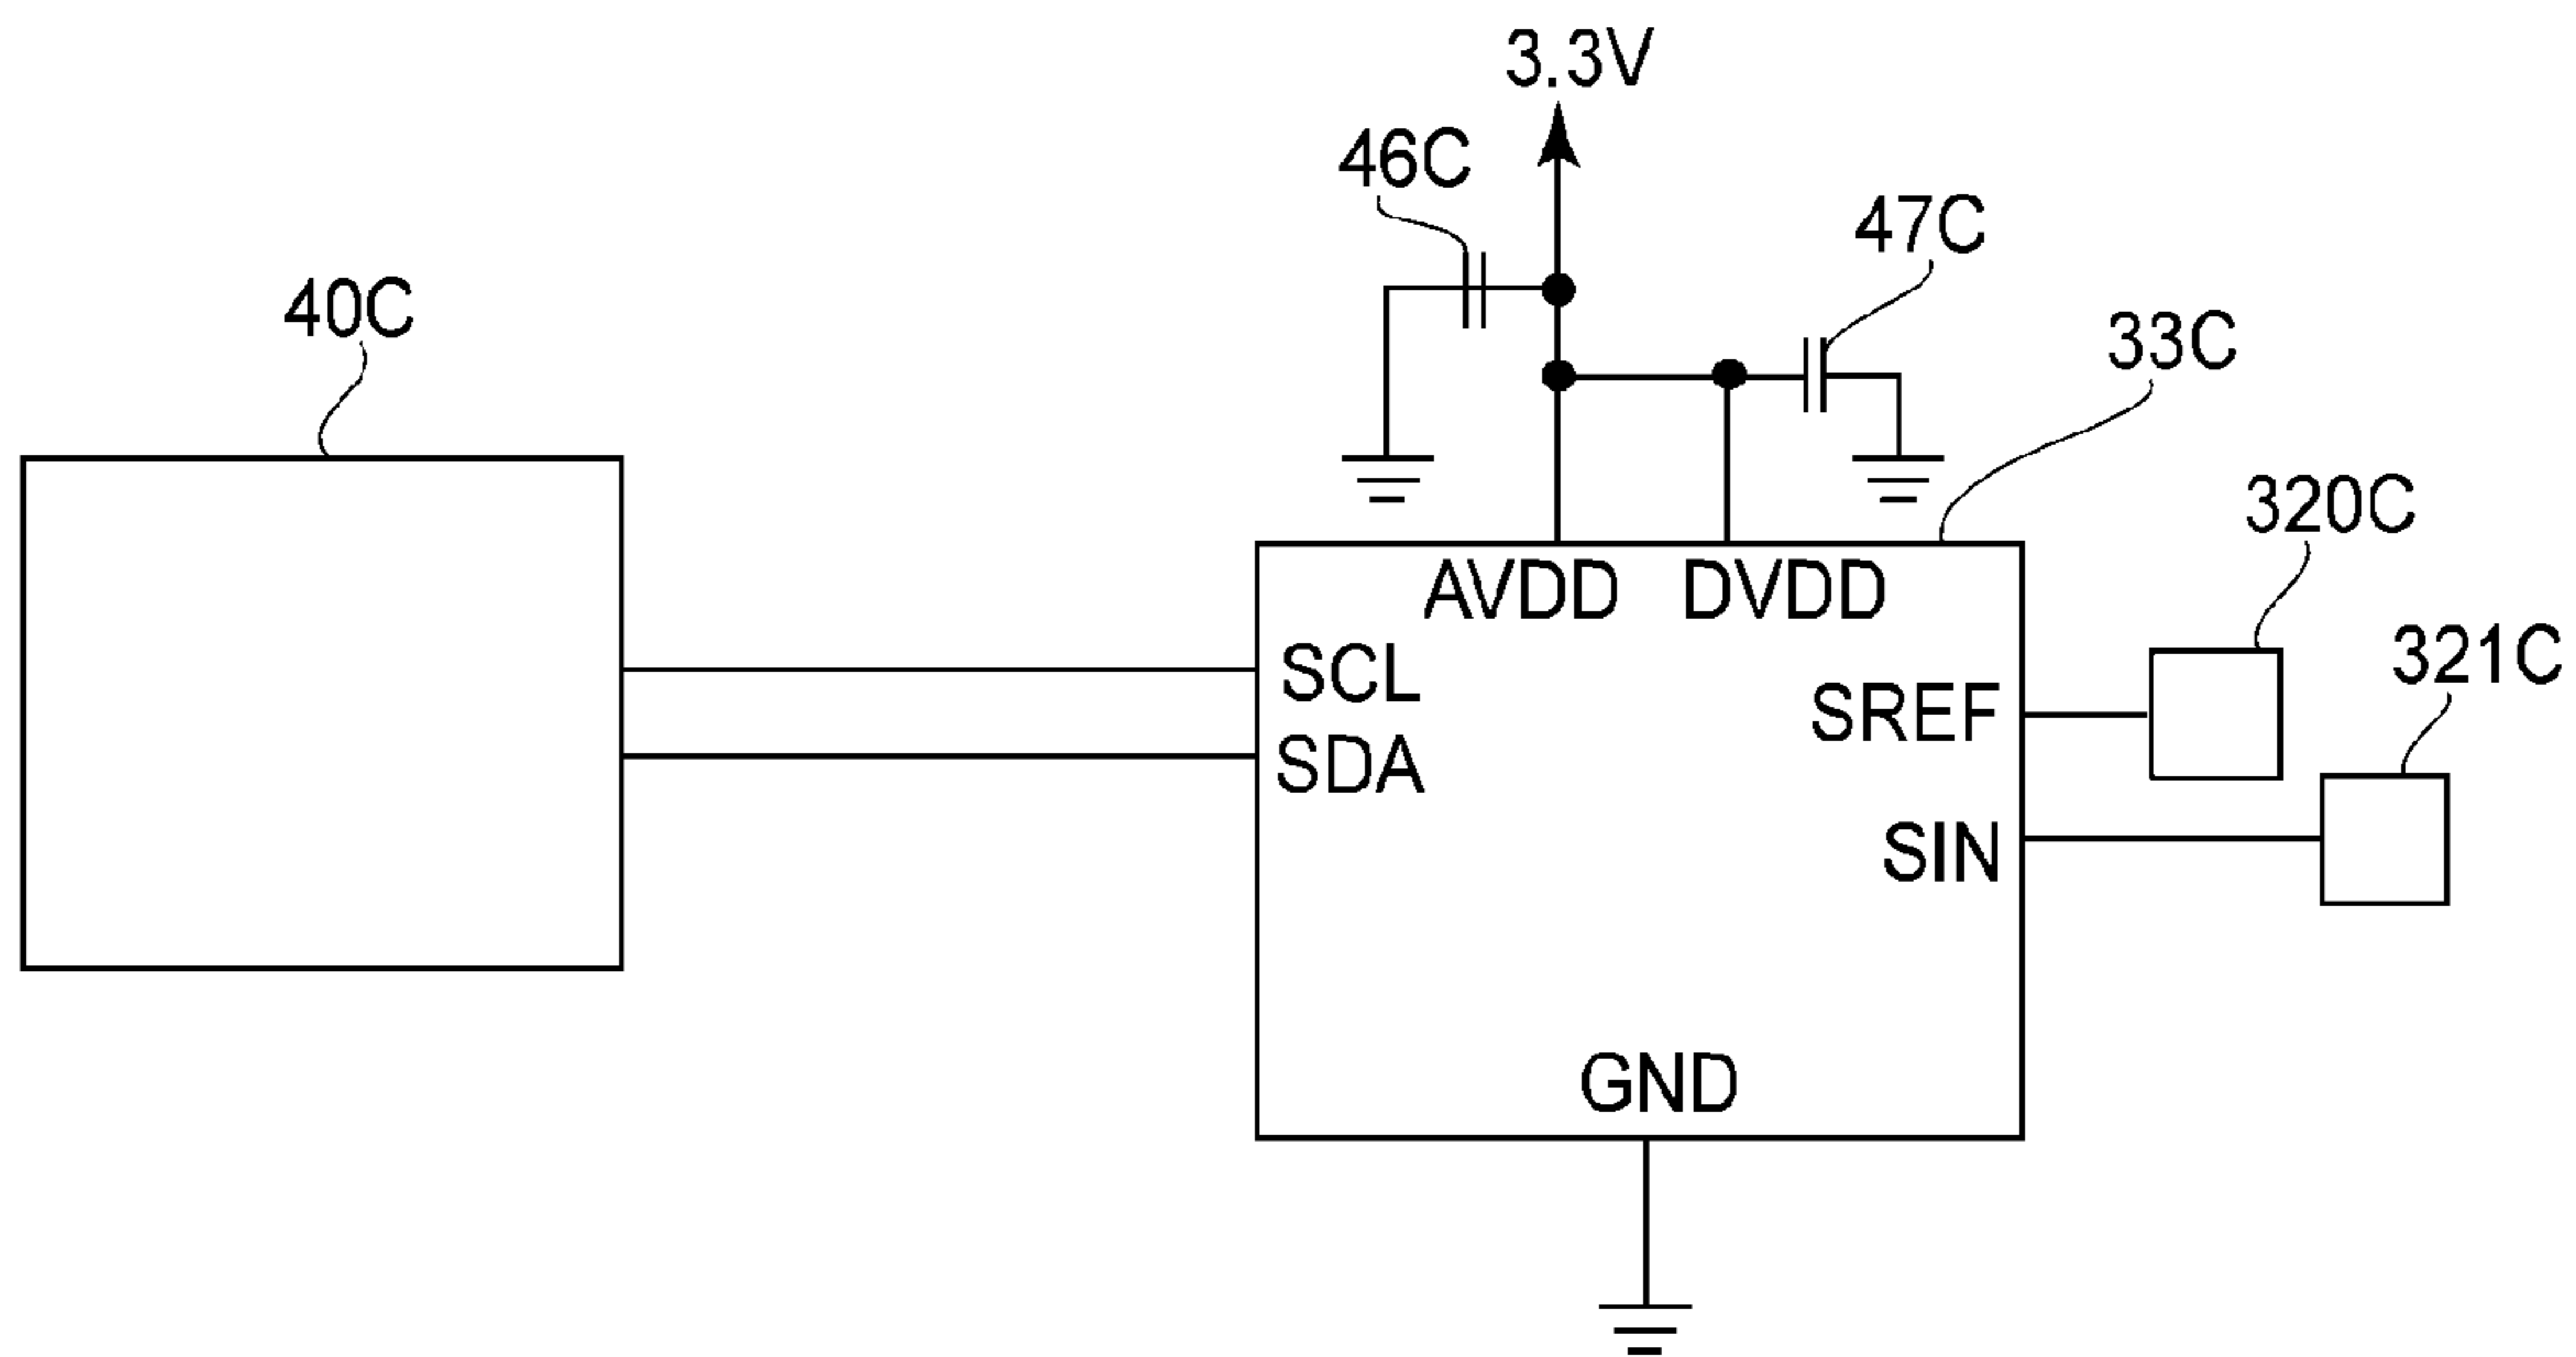 3.3V
46C
47C
40C
33C
320C
321C
AVDD DVDD
SCL
SREF
SDA
SIN
GND